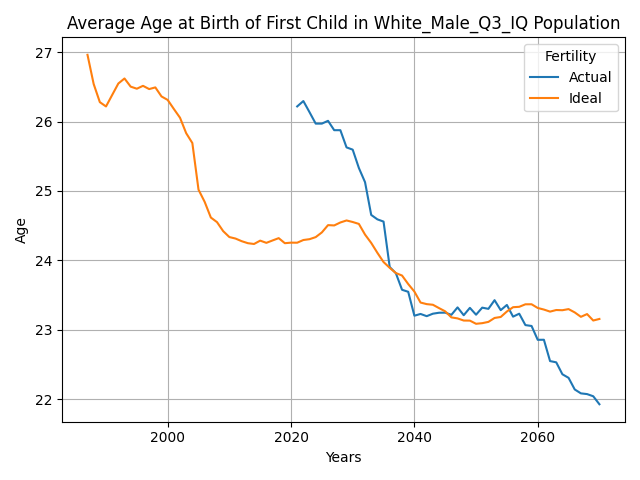 Average Age at Birth of First Child in White_Male_Q3_IQ Population
Fertility
Actual
Ideal
Age
27
26
25
24
23
22
2000
2020
2040
2060
Years